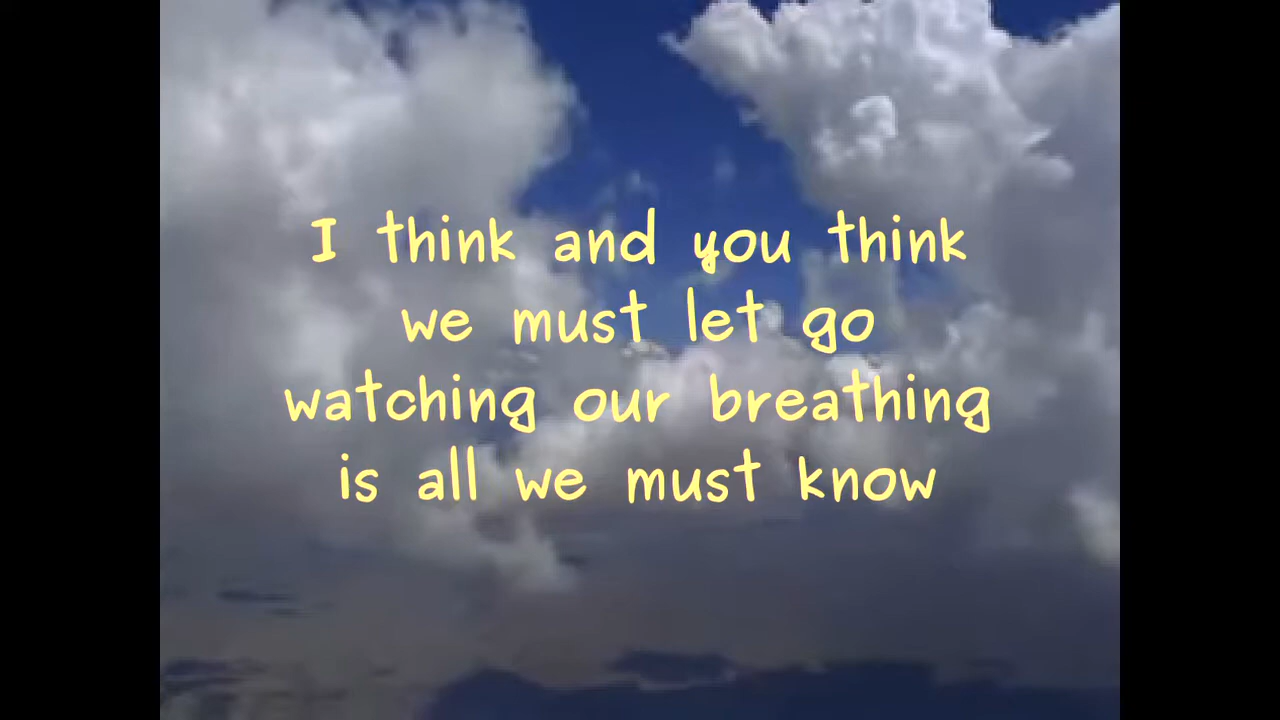 I think and you think
we must let go
watching our breathing
is all we must know